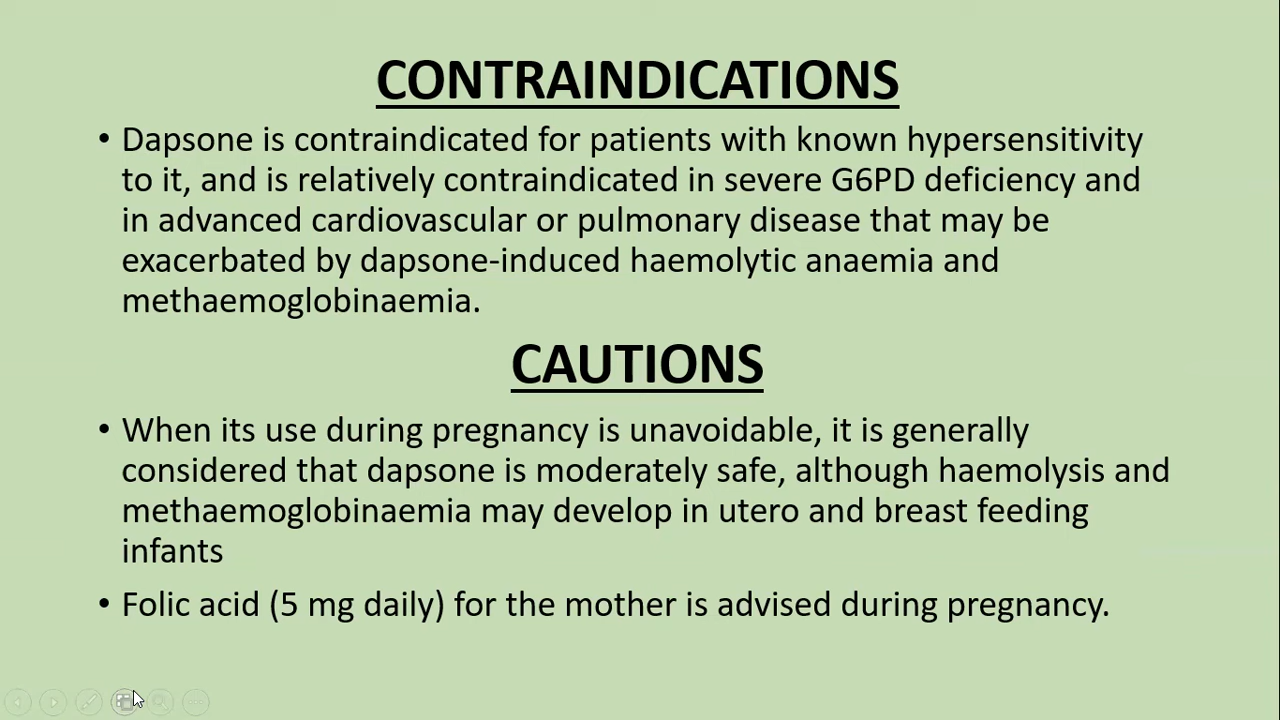 CONTRAINDICATIONS
• Dapsone is contraindicated for patients with known hypersensitivity
to it, and is relatively contraindicated in severe G6PD deficiency and
in advanced cardiovascular or pulmonary disease that may be
exacerbated by dapsone-induced haemolytic anaemia and
methaemoglobinaemia.
CAUTIONS
• When its use during pregnancy is unavoidable, it is generally
considered that dapsone is moderately safe, although haemolysis and
methaemoglobinaemia may develop in utero and breast feeding
infants
• Folic acid (5 mg daily) for the mother is advised during pregnancy.